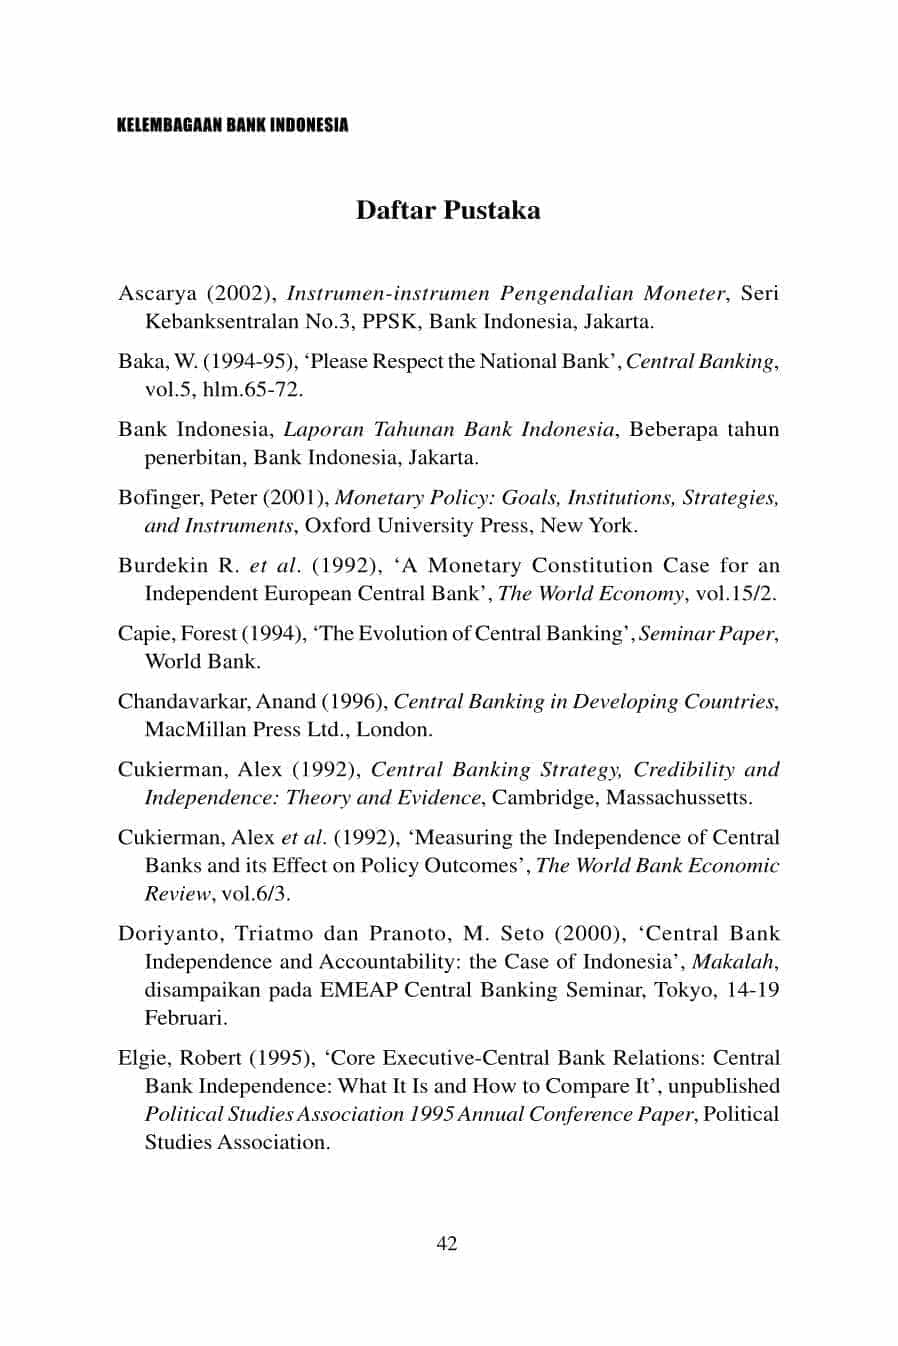 KELEMBAGAAN BANK INDONESIA
Daftar Pustaka
Ascarya (2002), Instrumen-instrumen Pengendalian Moneter, Seri
Kebanksentralan No.3, PPSK, Bank Indonesia, Jakarta.
Baka, W. (1994-95), ‘Please Respect the National Bank’, Central Banking,
vol.5, hlm.65-72.
Bank Indonesia, Laporan Tahunan Bank Indonesia, Beberapa tahun
penerbitan, Bank Indonesia, Jakarta.
Bofinger, Peter (2001), Monetary Policy: Goals, Institutions, Strategies,
and Instruments, Oxford University Press, New York.
Burdekin R. et al. (1992), ‘A Monetary Constitution Case for an
Independent European Central Bank’, The World Economy, vol.15/2.
Capie, Forest (1994), ‘The Evolution of Central Banking’, Seminar Paper,
World Bank.
Chandavarkar, Anand (1996), Central Banking in Developing Countries,
MacMillan Press Ltd., London.
Cukierman, Alex (1992), Central Banking Strategy, Credibility and
Independence: Theory and Evidence, Cambridge, Massachussetts.
Cukierman, Alex et al. (1992), ‘Measuring the Independence of Central
Banks and its Effect on Policy Outcomes’, The World Bank Economic
Review, vol.6/3.
Doriyanto, Triatmo dan Pranoto, M. Seto (2000), ‘Central Bank
Independence and Accountability: the Case of Indonesia’, Makalah,
disampaikan pada EMEAP Central Banking Seminar, Tokyo, 14-19
Februari.
Elgie, Robert (1995), ‘Core Executive-Central Bank Relations: Central
Bank Independence: What It Is and How to Compare It’, unpublished
Political Studies Association 1995 Annual Conference Paper, Political
Studies Association.
42